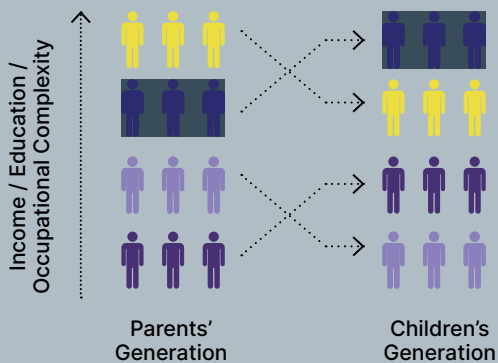 Income / Education /
Occupational Complexity
Parents’
Generation
Children’s
Generation